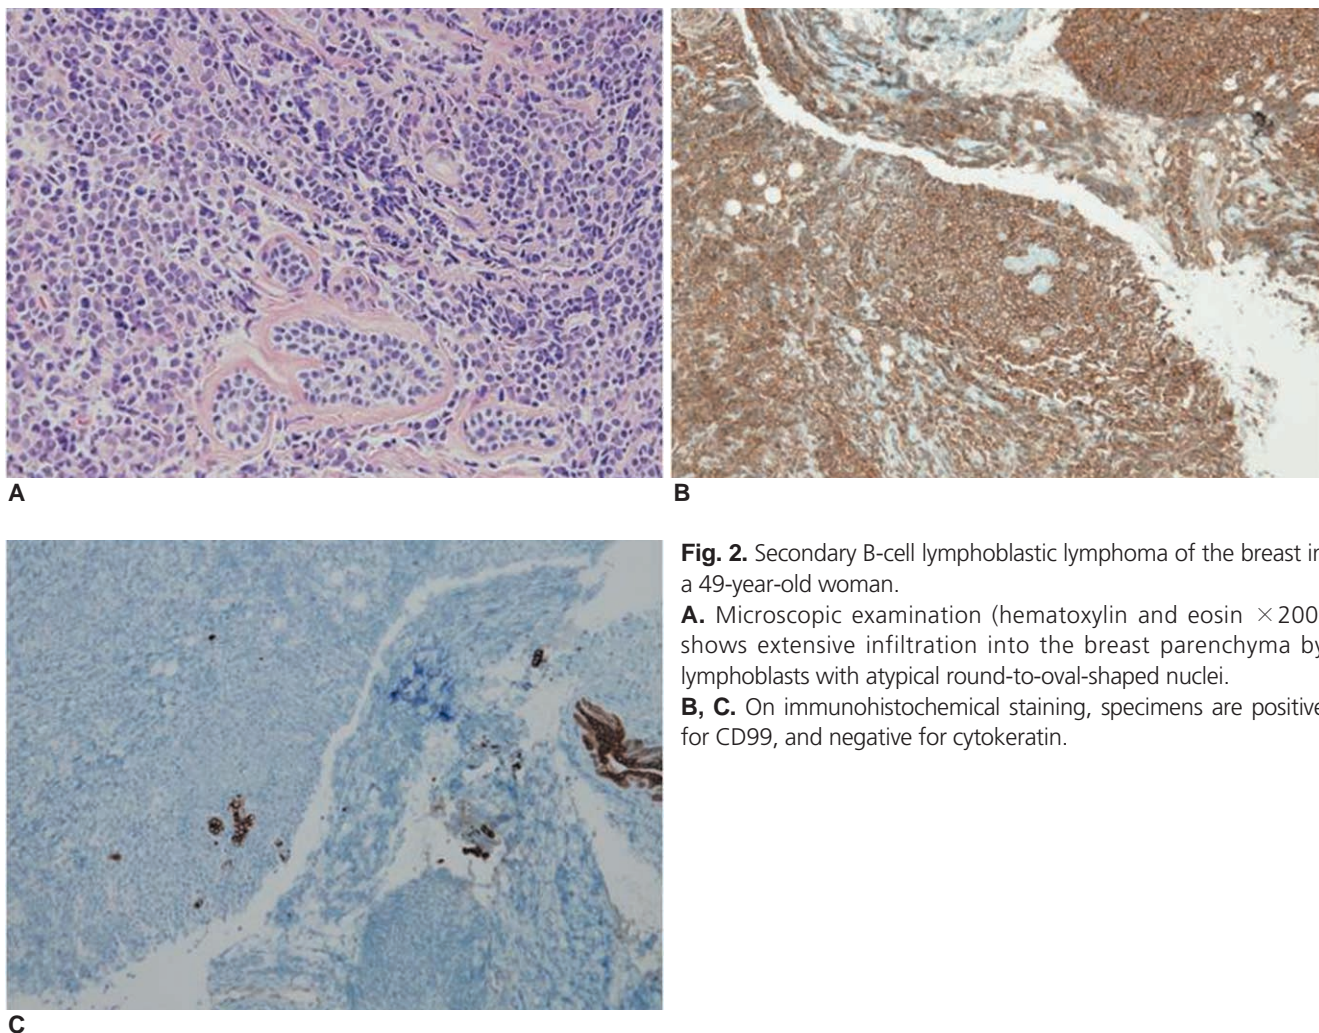 A
B
C
Fig. 2. Secondary B-cell lymphoblastic lymphoma of the breast in
a 49-year-old woman.
A. Microscopic examination (hematoxylin and eosin ×200
shows extensive infiltration into the breast parenchyma by
lymphoblasts with atypical round-to-oval-shaped nuclei.
B, C. On immunohistochemical staining, specimens are positive
for CD99, and negative for cytokeratin.